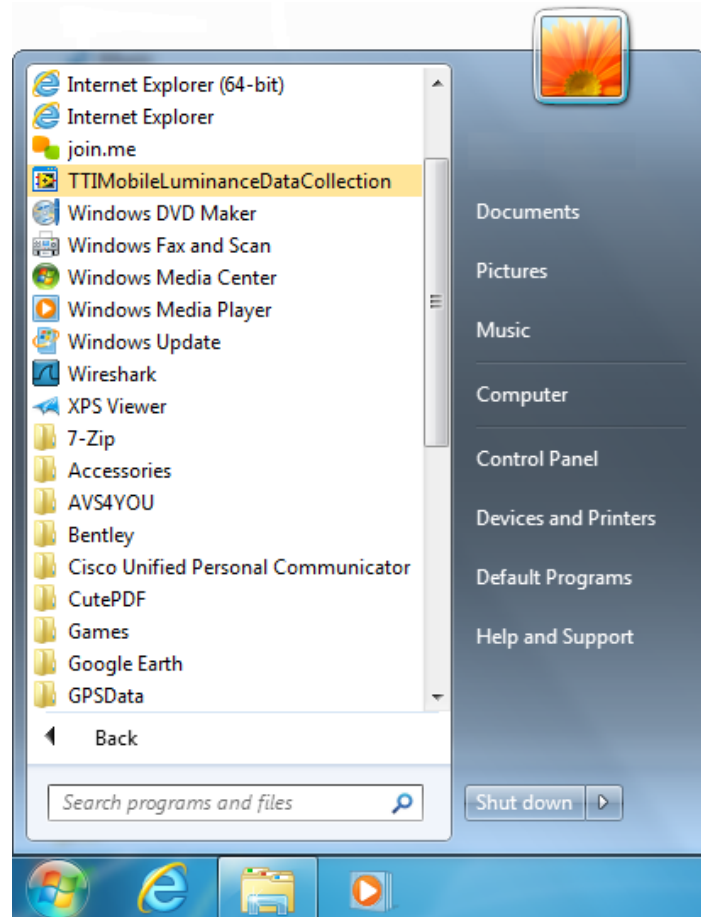 Internet Explorer (64-bit)
Internet Explorer
join.me
TTIMobileLuminanceDataCollection
Windows DVD Maker
Windows Fax and Scan
Windows Media Center
Windows Media Player
Windows Update
Wireshark
XPS Viewer
7-Zip
Accessories
AVS4YOU
Bentley
Cisco Unified Personal Communicator
CutePDF
Games
Google Earth
GPSData
Back
Search programs and files
Documents
Pictures
Music
Computer
Control Panel
Devices and Printers
Default Programs
Help and Support
Shut down